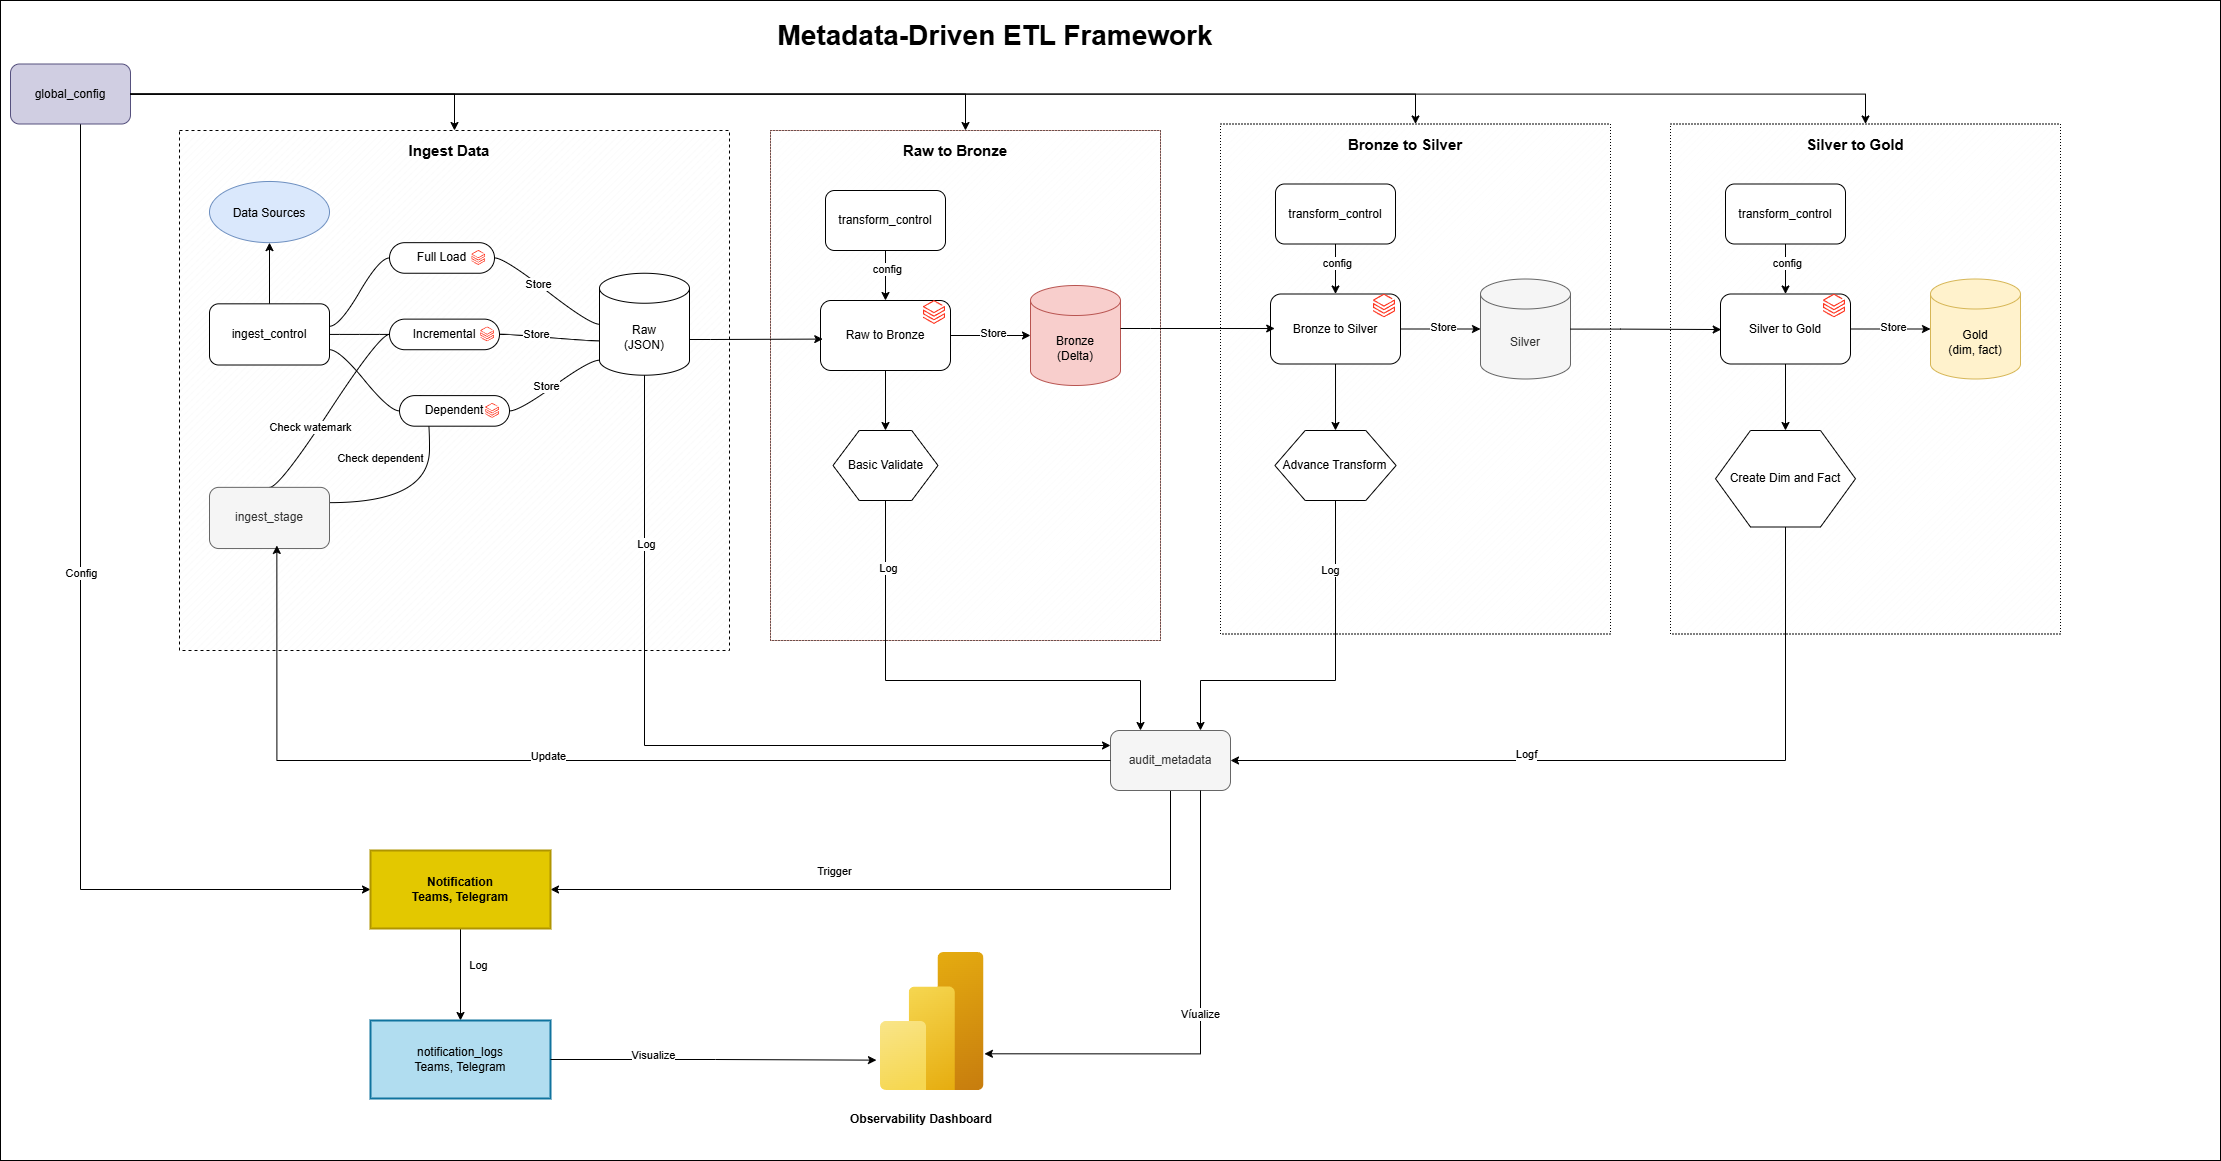 Metadata-Driven ETL Framework
global_config
Ingest Data
Data Sources
Full Load
Store
ingest_control
Incremental
Store
Raw
(JSON)
Dependent
Store
Check watemark
Check dependent
ingest_stage
Log
Raw to Bronze
transform_control
config
Raw to Bronze
Store
Bronze
(Delta)
Basic Validate
Log
Bronze to Silver
transform_control
config
Bronze to Silver
Store
Silver
Advance Transform
Log
Silver to Gold
transform_control
config
Silver to Gold
Store
Gold
(dim, fact)
Create Dim and Fact
Config
Update
audit_metadata
Logf
Notification
Teams, Telegram
Trigger
Log
Víualize
notification_logs
Teams, Telegram
Visualize
Observability Dashboard